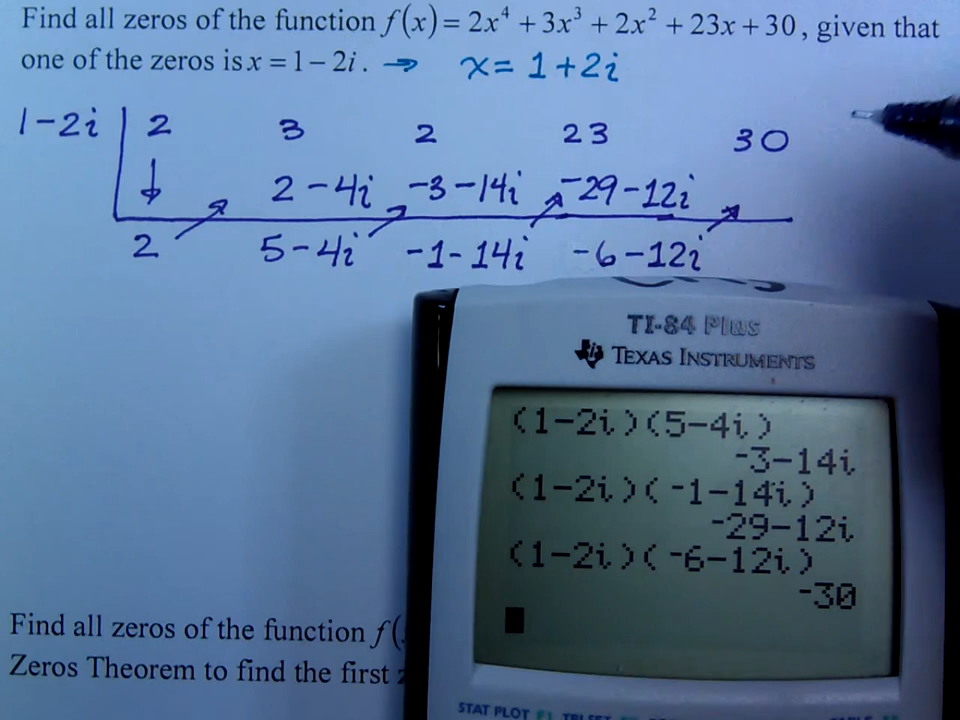 Find all zeros of the function f(x) = 2x⁴ + 3x³ + 2x² + 23x + 30, given that
one of the zeros is x = 1 − 2i. → x = 1 + 2i
1−2i 2 3 2 23 30
↓ 2 − 4i −3 −14i −29 −12i
2 5 − 4i −1 − 14i −6 −12i
TI-84 Plus
TEXAS INSTRUMENTS
(1−2i)(5−4i)
-3−14i
(1−2i)(-1−14i)
-29−12i
(1−2i)(-6−12i)
-30
Find all zeros of the function f(
Zeros Theorem to find the first
STAT PLOT F1 TBLSET